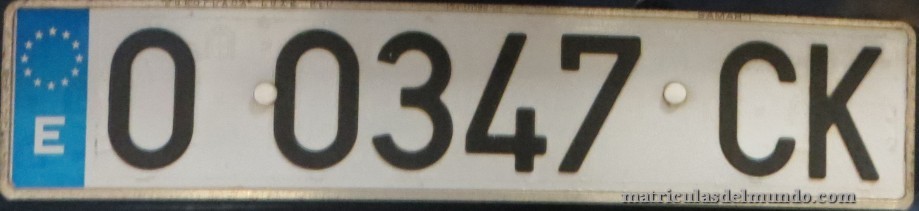 E O 0347 CK
matriculasdelmundo.com